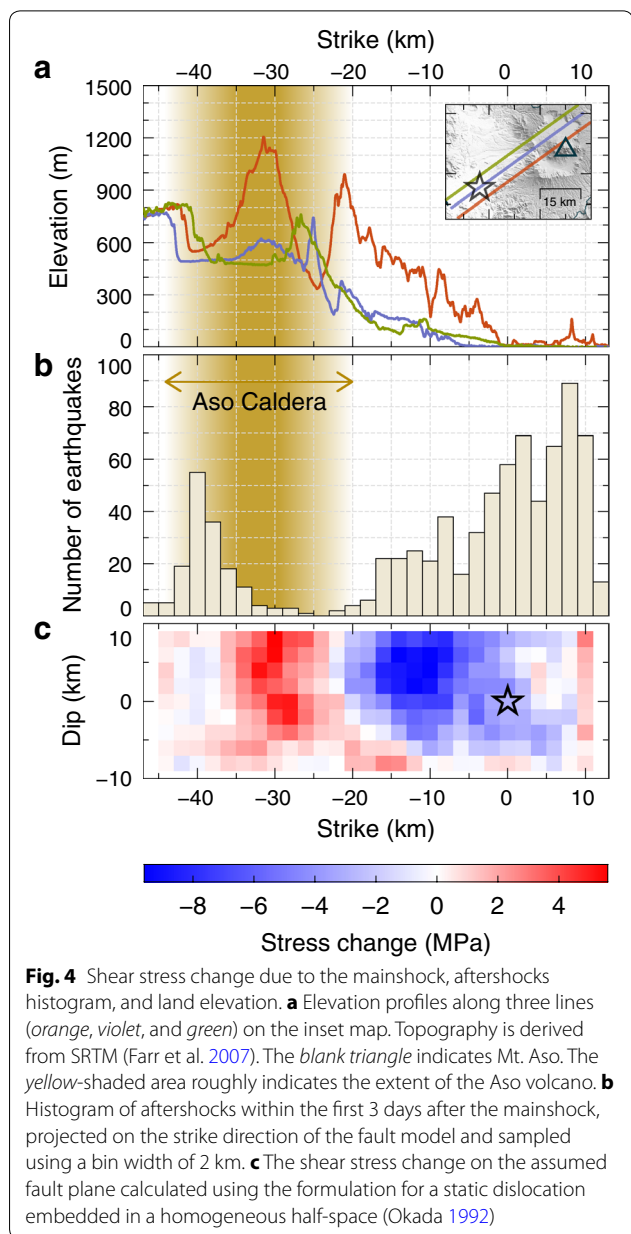 Strike (km)
−40 −30 −20 −10 0 10
a
1500
1200
900
600
300
0
Elevation (m)
15 km
b
100
80
60
40
20
0
Number of earthquakes
Aso Caldera
c
10
0
−10
Dip (km)
−40 −30 −20 −10 0 10
Strike (km)
−8 −6 −4 −2 0 2 4
Stress change (MPa)
Fig. 4 Shear stress change due to the mainshock, aftershocks
histogram, and land elevation. a Elevation profiles along three lines
(orange, violet, and green) on the inset map. Topography is derived
from SRTM (Farr et al. 2007). The blank triangle indicates Mt. Aso. The
yellow-shaded area roughly indicates the extent of the Aso volcano. b
Histogram of aftershocks within the first 3 days after the mainshock,
projected on the strike direction of the fault model and sampled
using a bin width of 2 km. c The shear stress change on the assumed
fault plane calculated using the formulation for a static dislocation
embedded in a homogeneous half-space (Okada 1992)